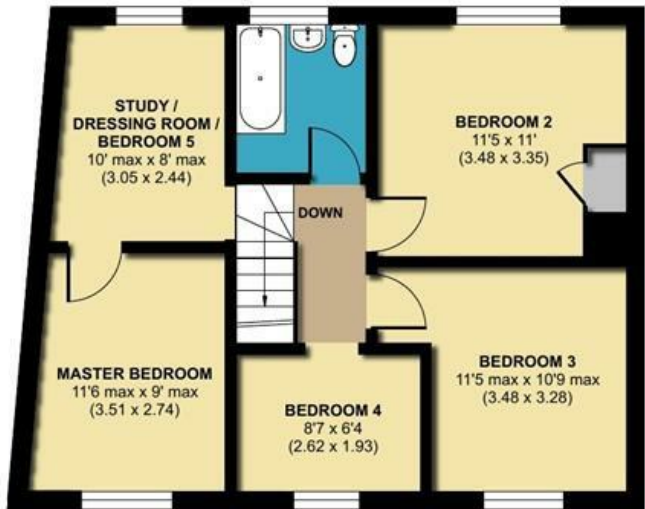 STUDY /
DRESSING ROOM /
BEDROOM 5
10' max x 8' max
(3.05 x 2.44)
BEDROOM 2
11'5 x 11'
(3.48 x 3.35)
DOWN
MASTER BEDROOM
11'6 max x 9' max
(3.51 x 2.74)
BEDROOM 4
8'7 x 6'4
(2.62 x 1.93)
BEDROOM 3
11'5 max x 10'9 max
(3.48 x 3.28)